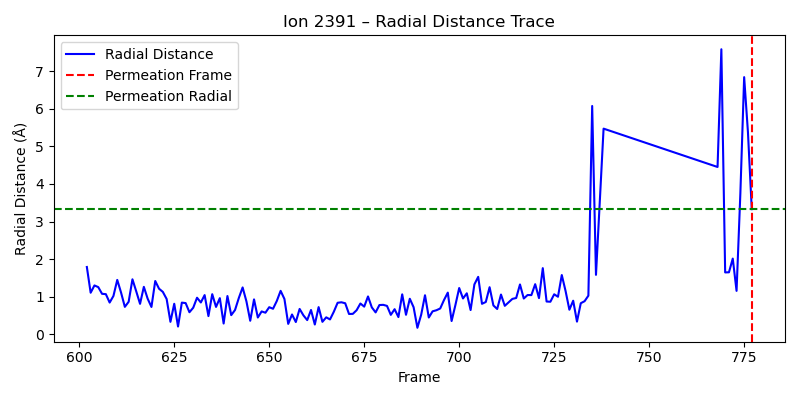 Ion 2391 – Radial Distance Trace
Radial Distance
Permeation Frame
Permeation Radial
Radial Distance (Å)
7
6
5
4
3
2
1
0
600
625
650
675
700
725
750
775
Frame